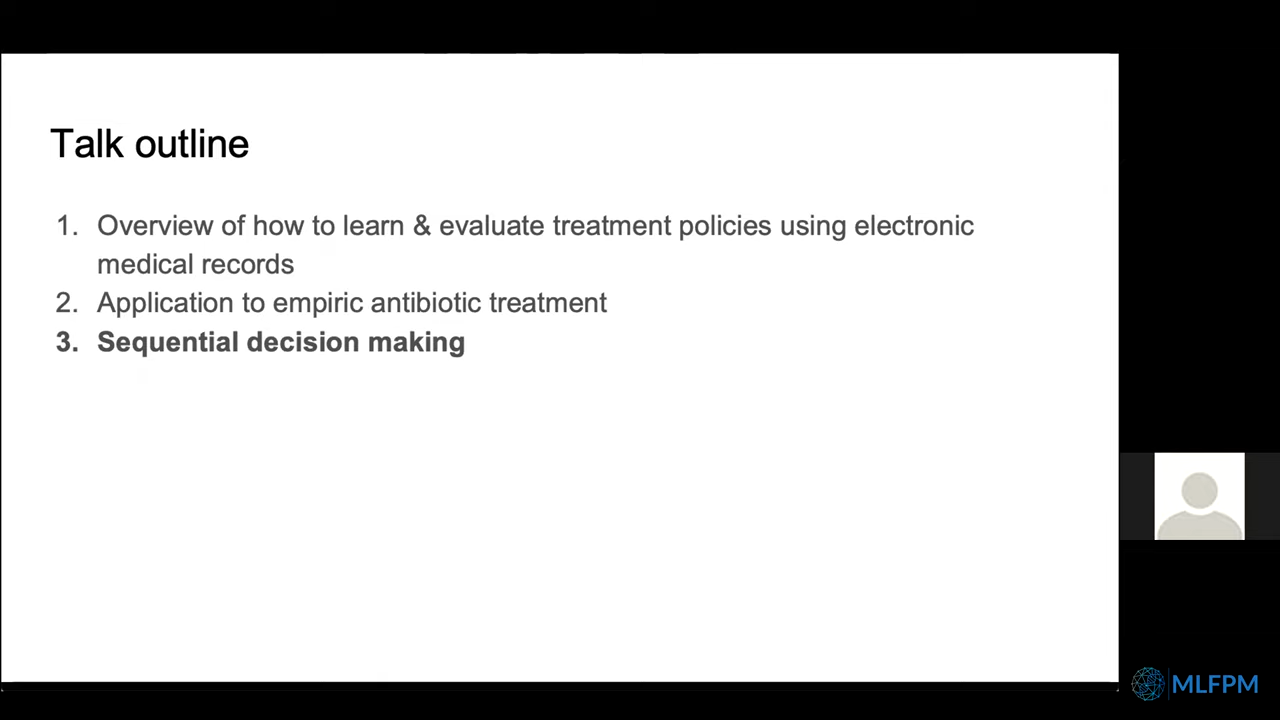 Talk outline
1. Overview of how to learn & evaluate treatment policies using electronic
medical records
2. Application to empiric antibiotic treatment
3. Sequential decision making
MLFPM